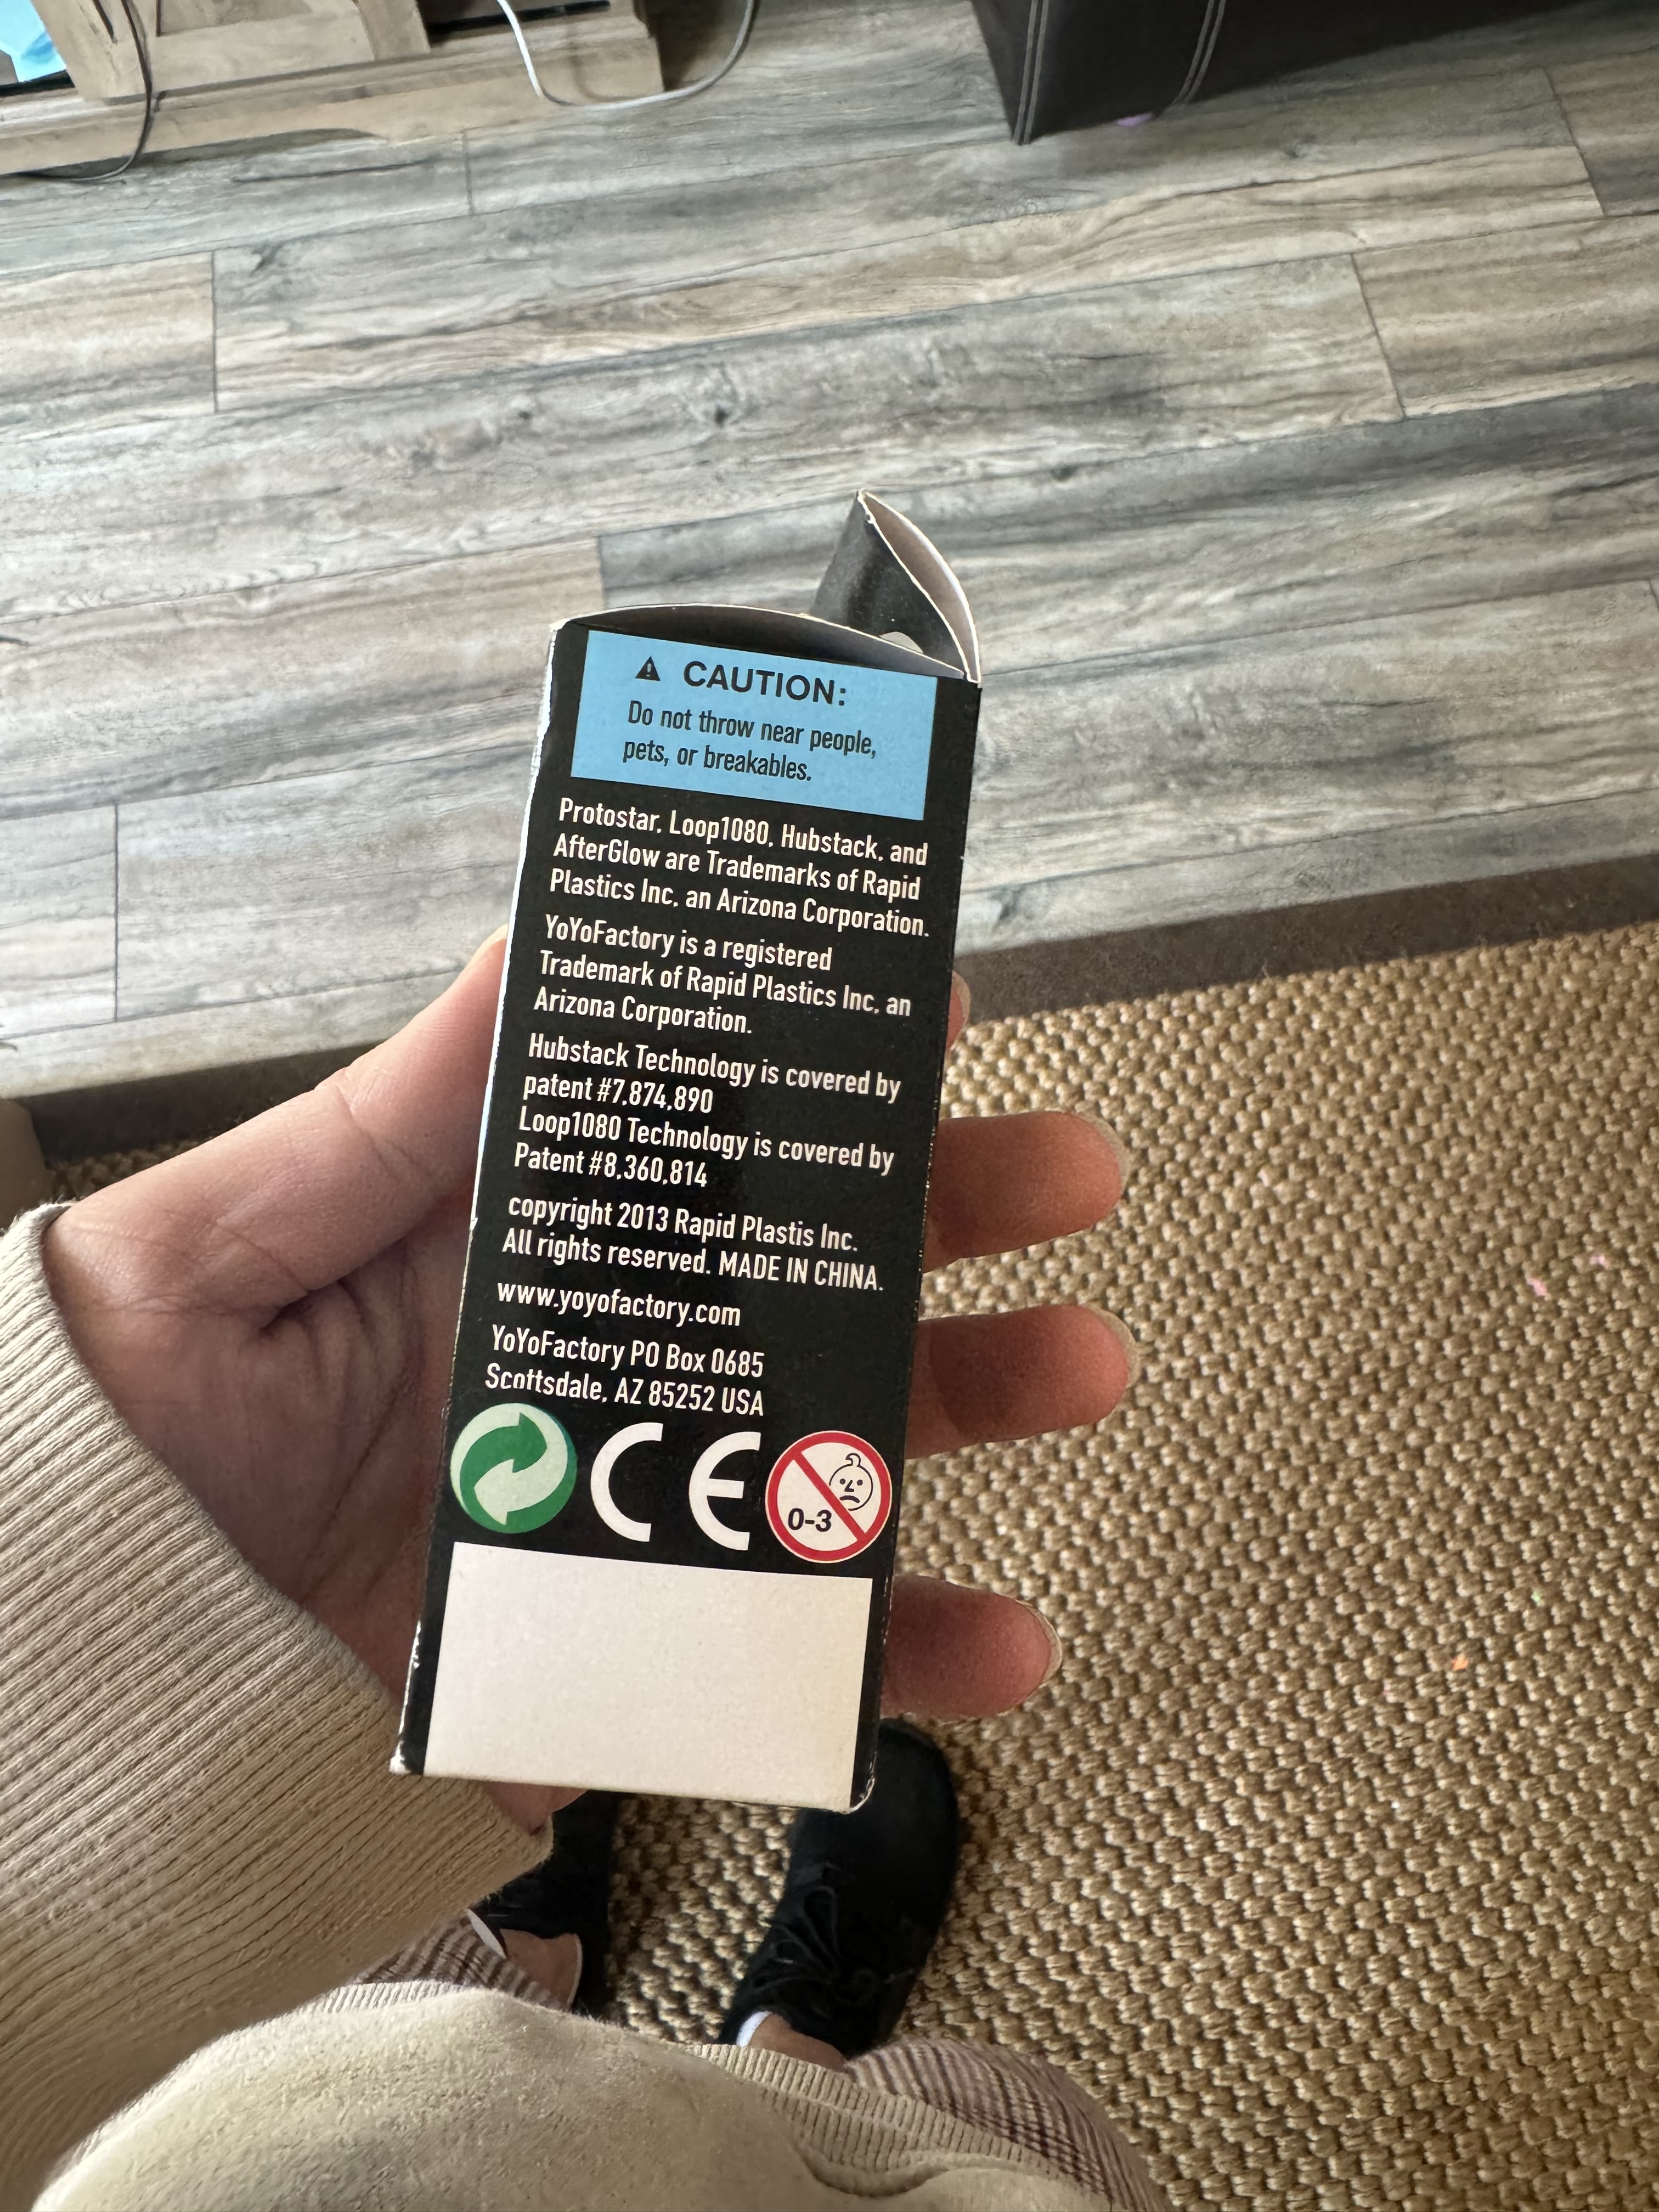 CAUTION:
Do not throw near people,
pets, or breakables.
Protostar, Loop1080, Hubstack, and
AfterGlow are Trademarks of Rapid
Plastics Inc. an Arizona Corporation.
YoYoFactory is a registered
Trademark of Rapid Plastics Inc. an
Arizona Corporation.
Hubstack Technology is covered by
patent #7,874,890
Loop1080 Technology is covered by
Patent #8,360,814
copyright 2013 Rapid Plastis Inc.
All rights reserved. MADE IN CHINA.
www.yoyofactory.com
YoYoFactory PO Box 0685
Scottsdale, AZ 85252 USA
CE
0-3